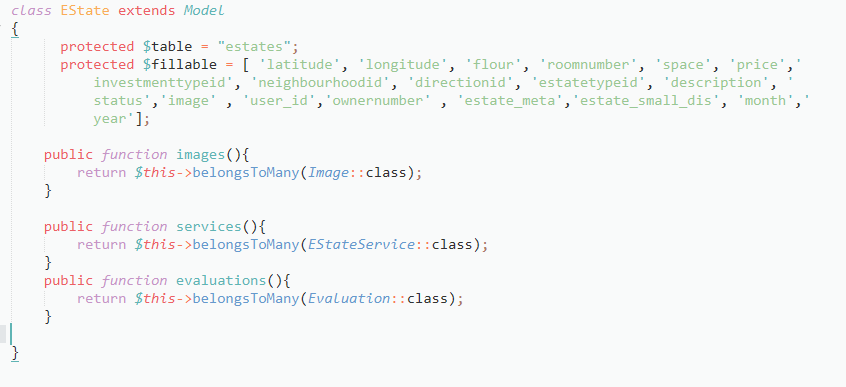 class EState extends Model
{
protected $table = "estates";
protected $fillable = [ 'latitude', 'longitude', 'flour', 'roomnumber', 'space', 'price','
investmenttypeid', 'neighbourhoodid', 'directionid', 'estatetypeid', 'description', '
status','image' , 'user_id','ownernumber' , 'estate_meta','estate_small_dis', 'month','
year'];
public function images(){
return $this->belongsToMany(Image::class);
}
public function services(){
return $this->belongsToMany(EStateService::class);
}
public function evaluations(){
return $this->belongsToMany(Evaluation::class);
}
}